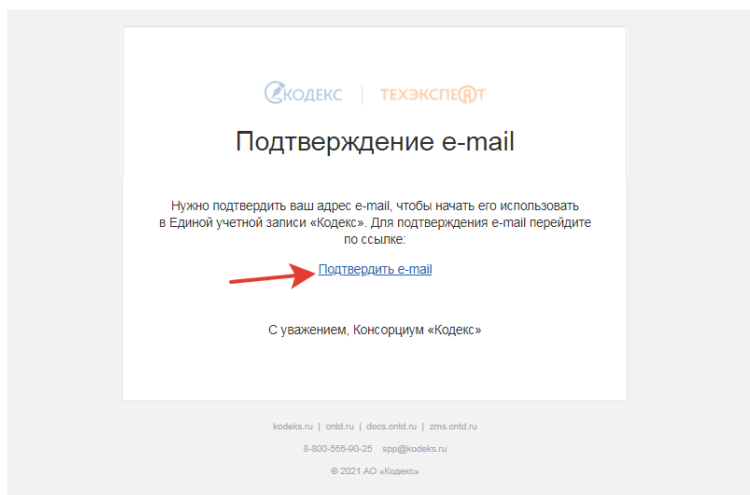 КОДЕКС | ТЕХЭКСПЕРТ
Подтверждение e-mail
Нужно подтвердить ваш адрес e-mail, чтобы начать его использовать
в Единой учетной записи «Кодекс». Для подтверждения e-mail перейдите
по ссылке:
Подтвердить e-mail
С уважением, Консорциум «Кодекс»
kodeks.ru | cntd.ru | docs.cntd.ru | zms.cntd.ru
8-800-555-90-25 spp@kodeks.ru
© 2021 АО «Кодекс»